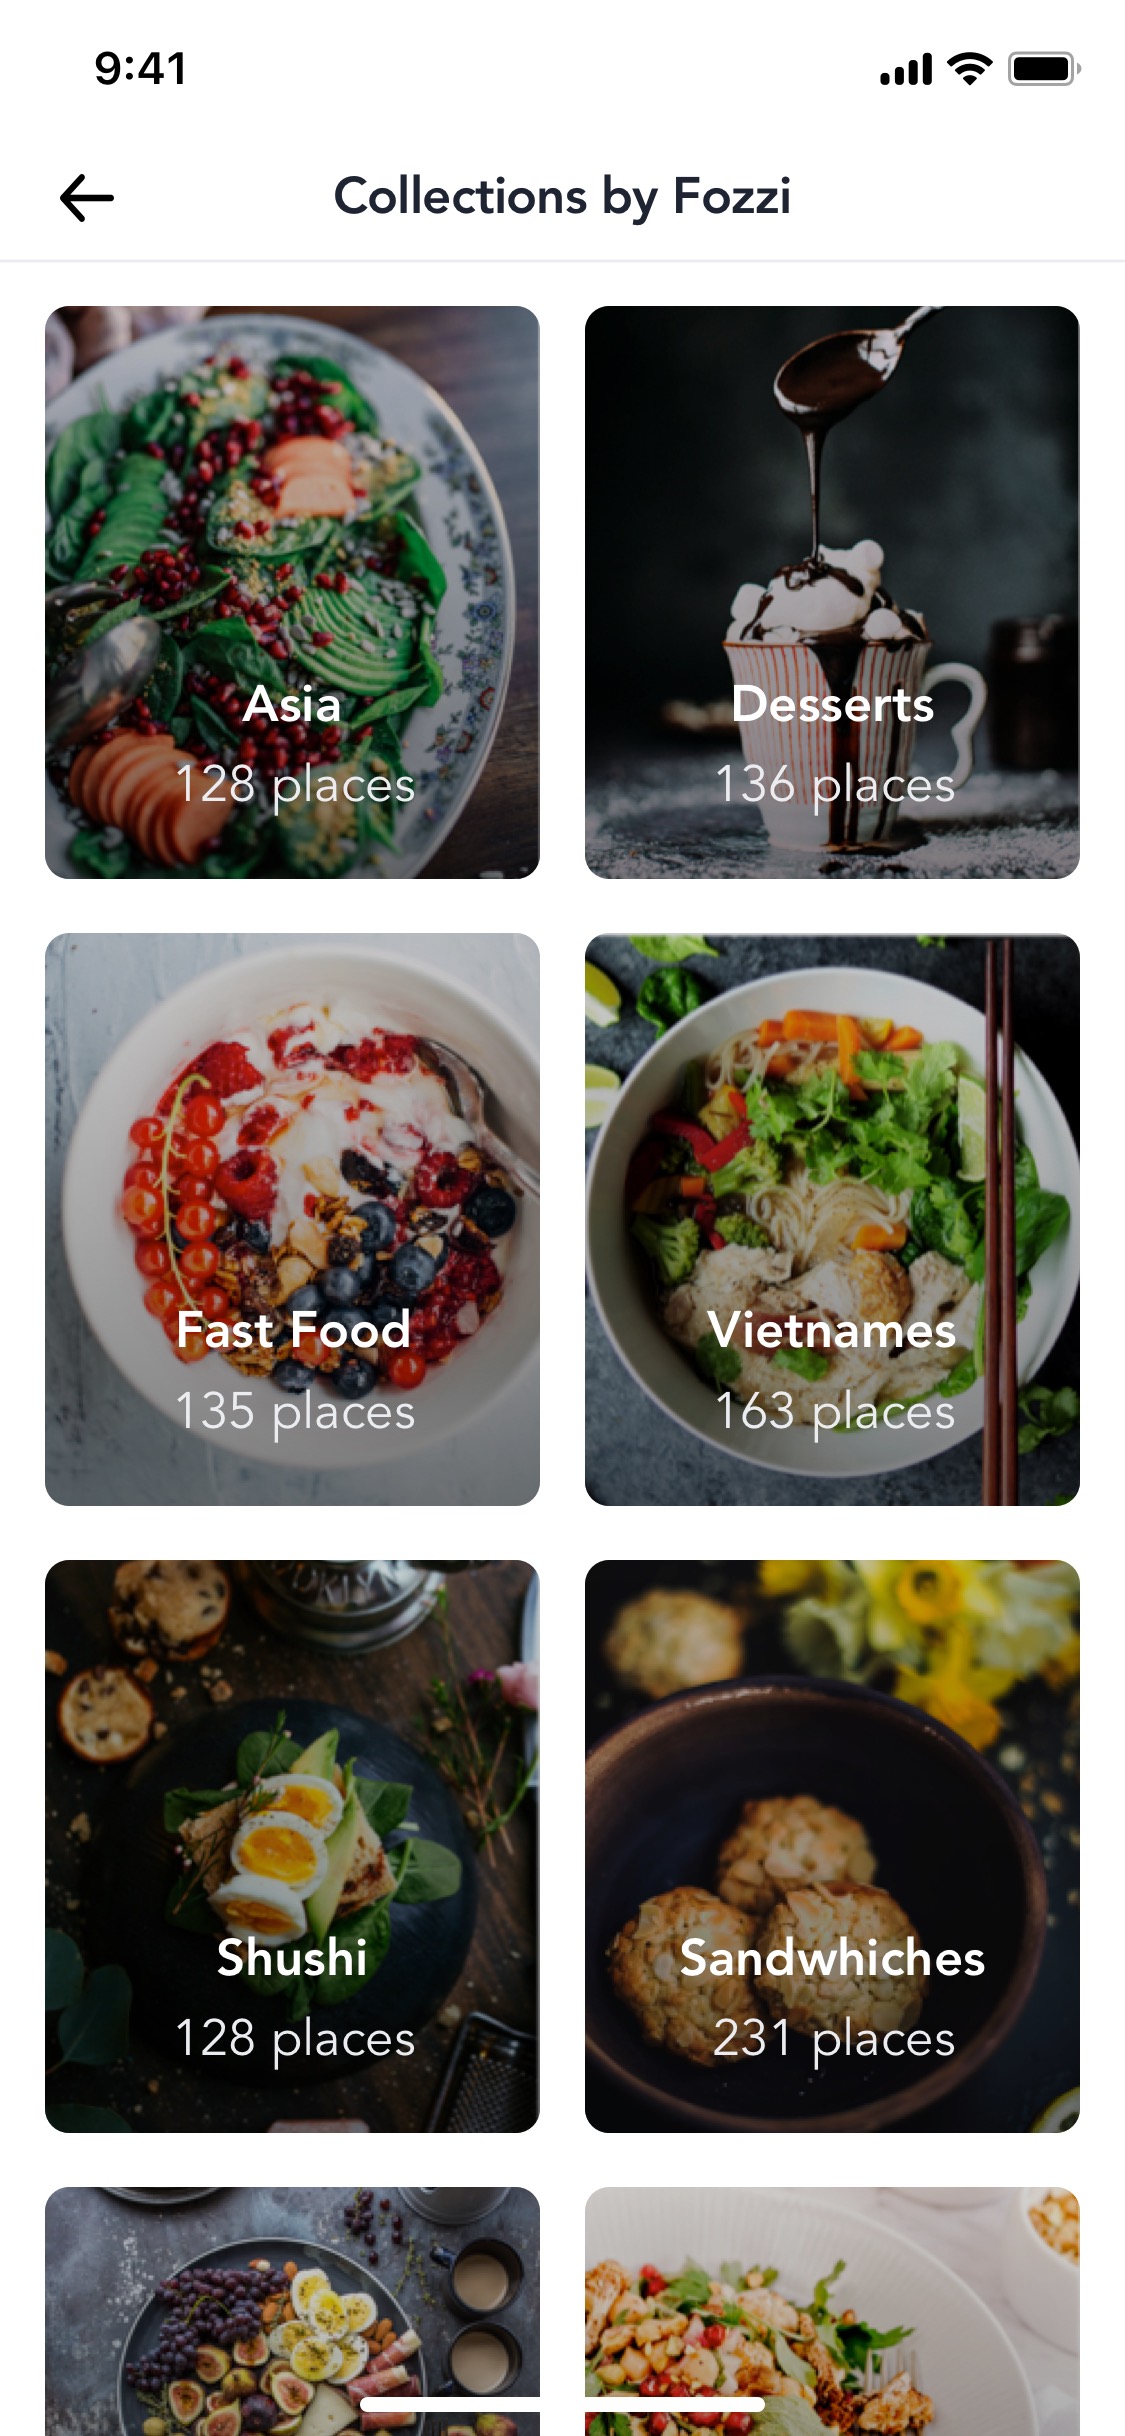 9:41
Collections by Fozzi
Asia
128 places
Desserts
136 places
Fast Food
135 places
Vietnames
163 places
Shushi
128 places
Sandwhiches
231 places